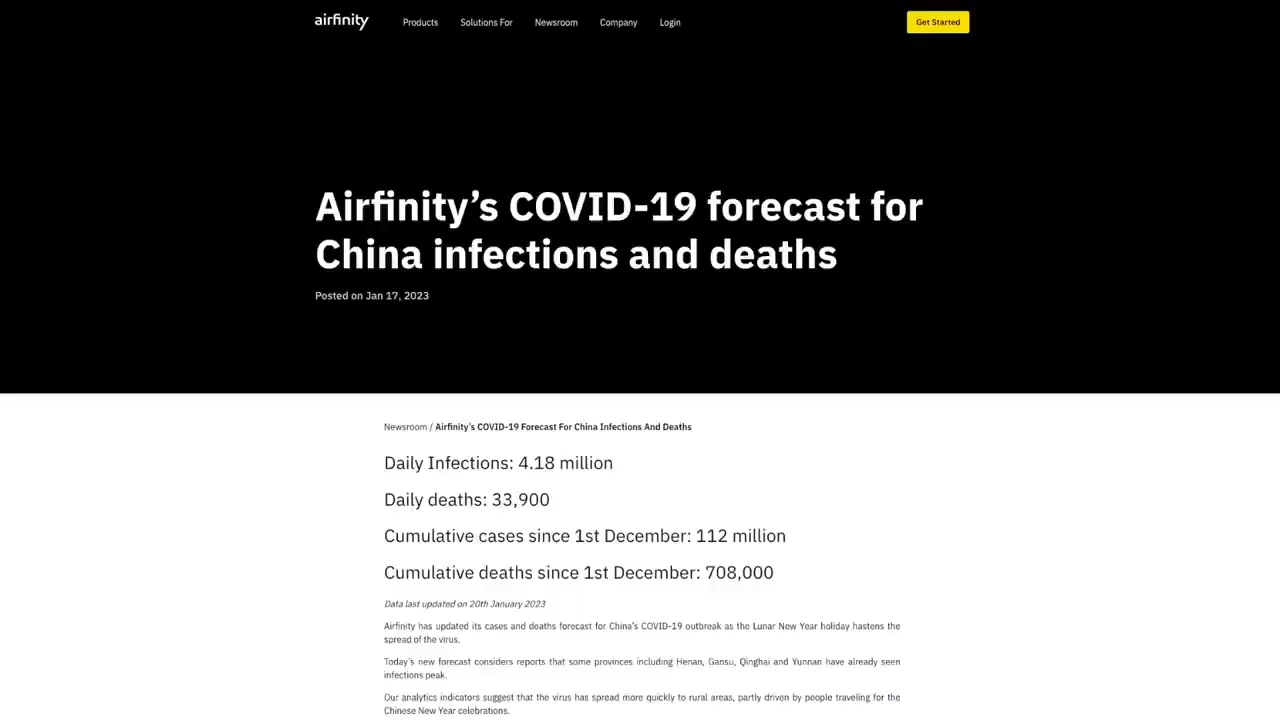 airfinity
Products Solutions For Newsroom Company Login
Get Started
Airfinity's COVID-19 forecast for
China infections and deaths
Posted on Jan 17, 2023
Newsroom / Airfinity's COVID-19 Forecast For China Infections And Deaths
Daily Infections: 4.18 million
Daily deaths: 33,900
Cumulative cases since 1st December: 112 million
Cumulative deaths since 1st December: 708,000
Data last updated on 20th January 2023
Airfinity has updated its cases and deaths forecast for China's COVID-19 outbreak as the Lunar New Year holiday hastens the
spread of the virus.
Today's new forecast considers reports that some provinces including Henan, Gansu, Qinghai and Yunnan have already seen
infections peak.
Our analytics indicators suggest that the virus has spread more quickly to rural areas, partly driven by people traveling for the
Chinese New Year celebrations.